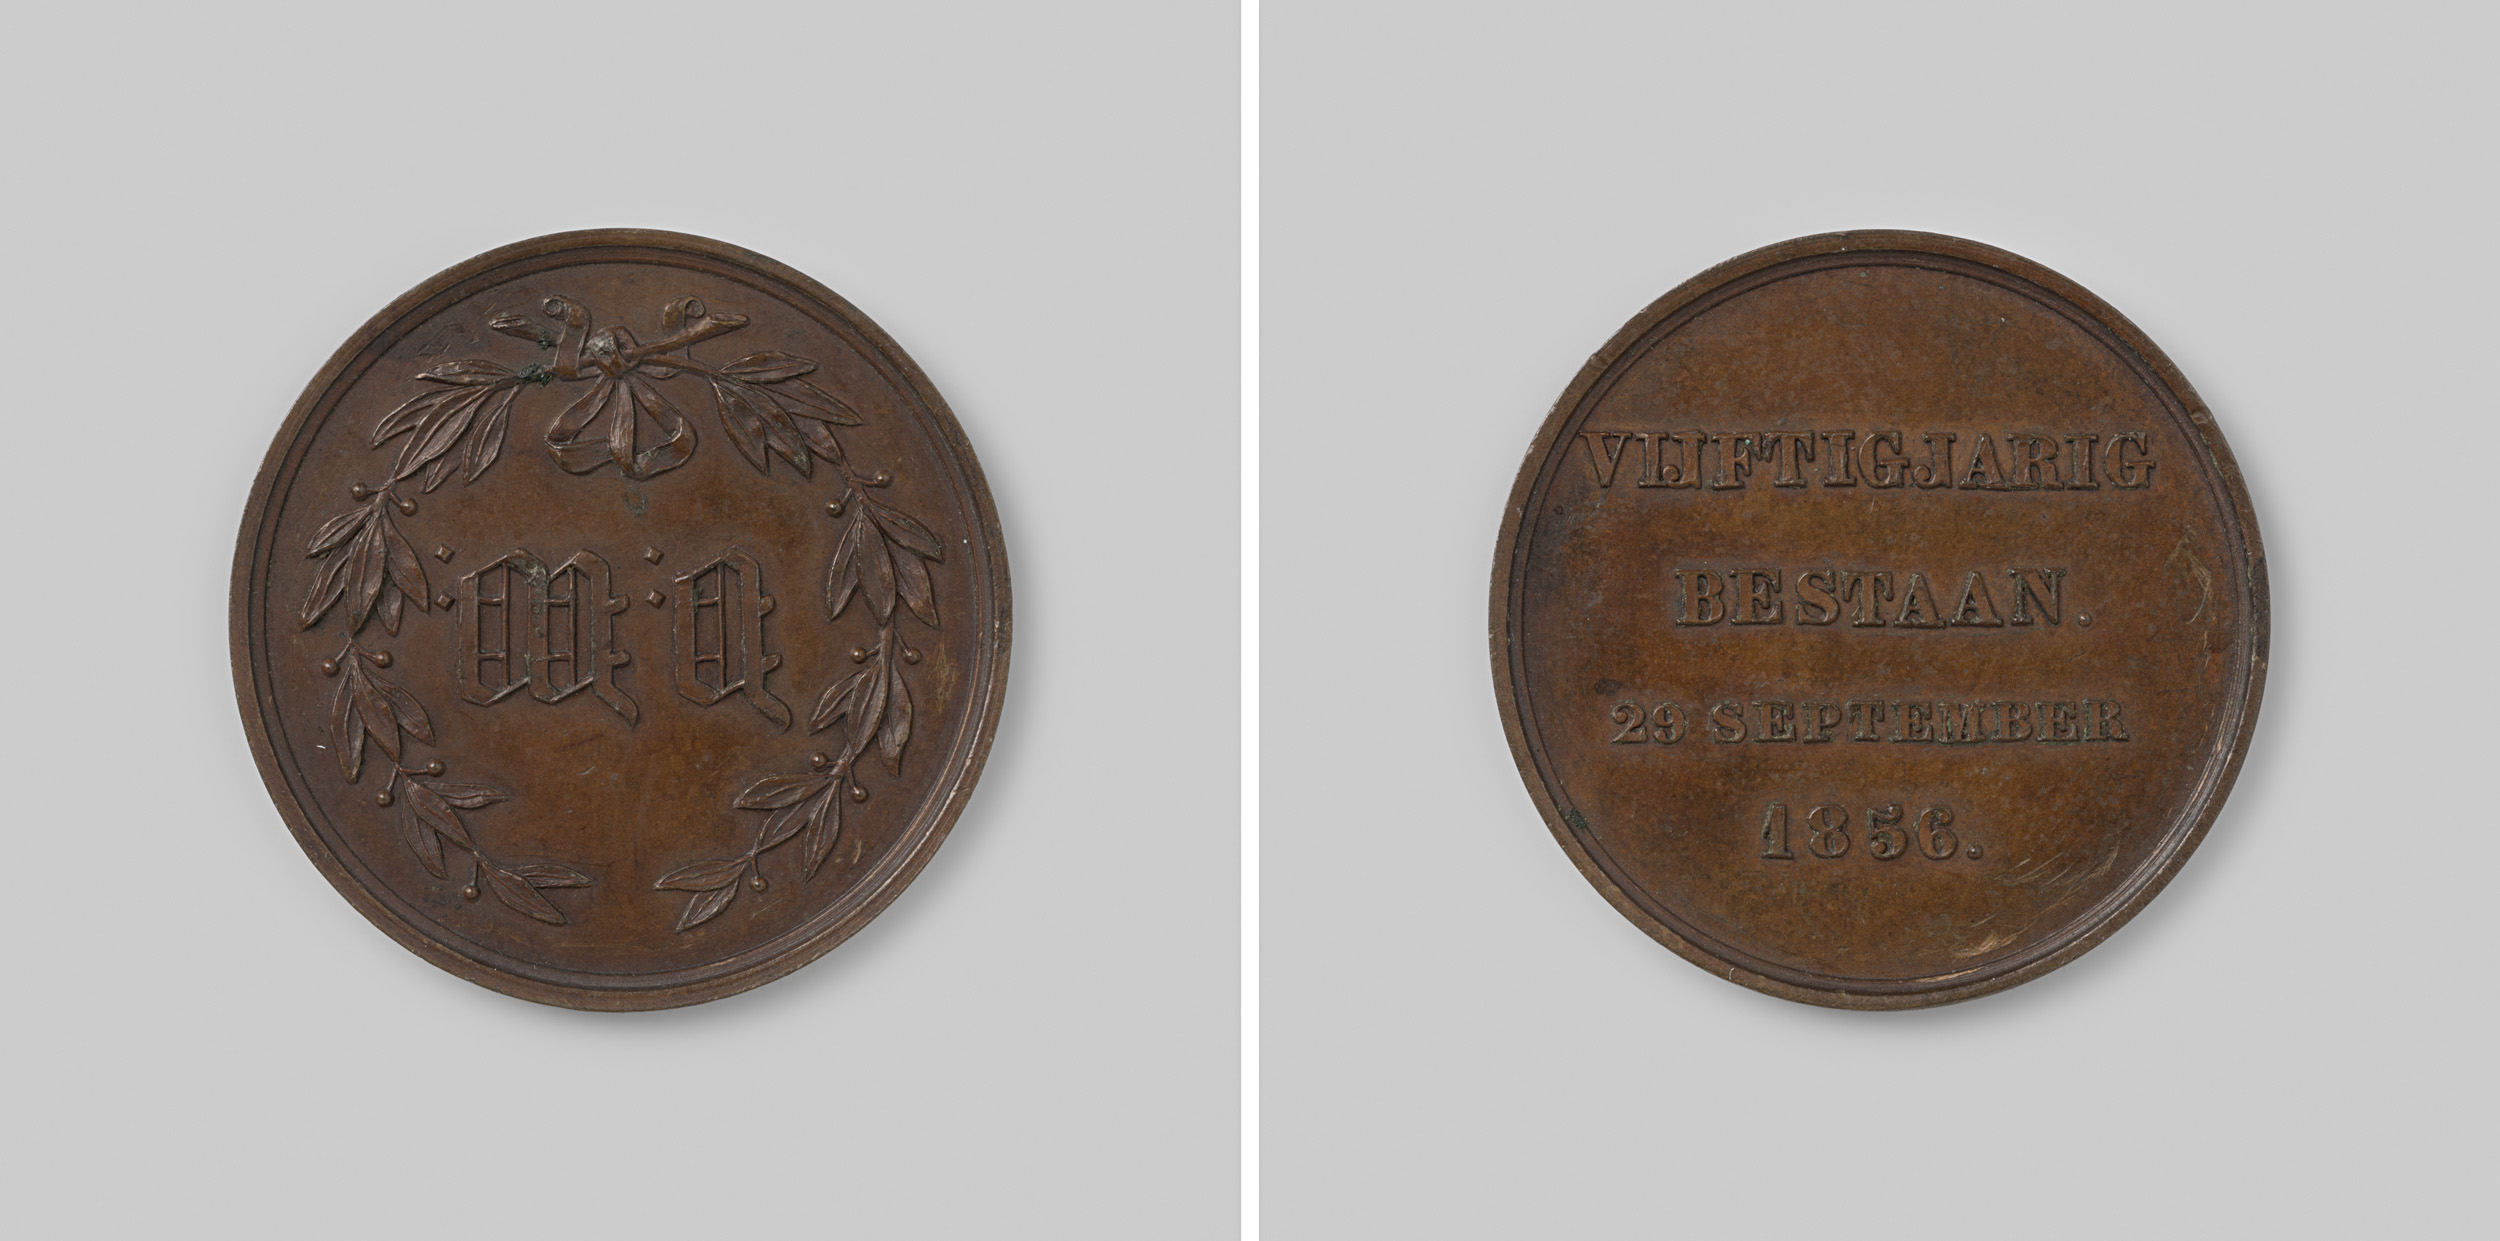 V: W:
VIJFTIGJARIG
BESTAAN.
29 SEPTEMBER
1856.